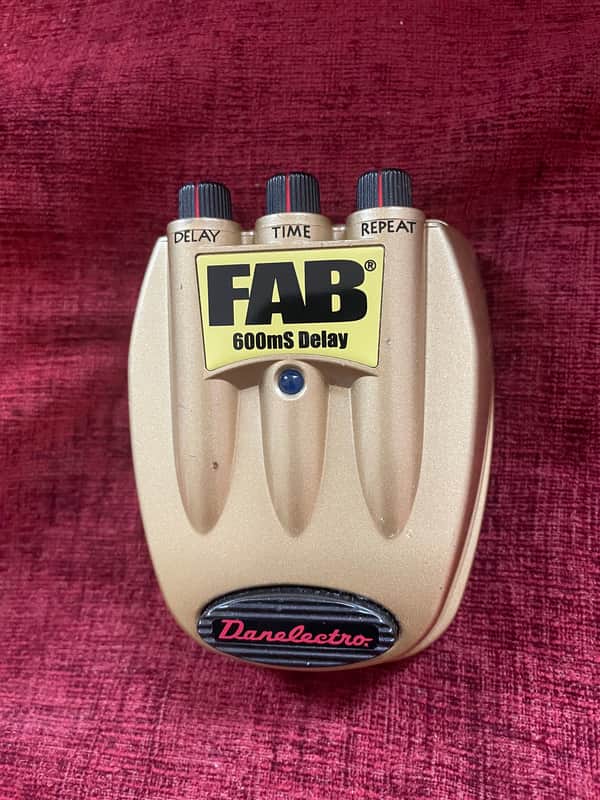 DELAY TIME REPEAT
FAB®
600mS Delay
Danelectro.